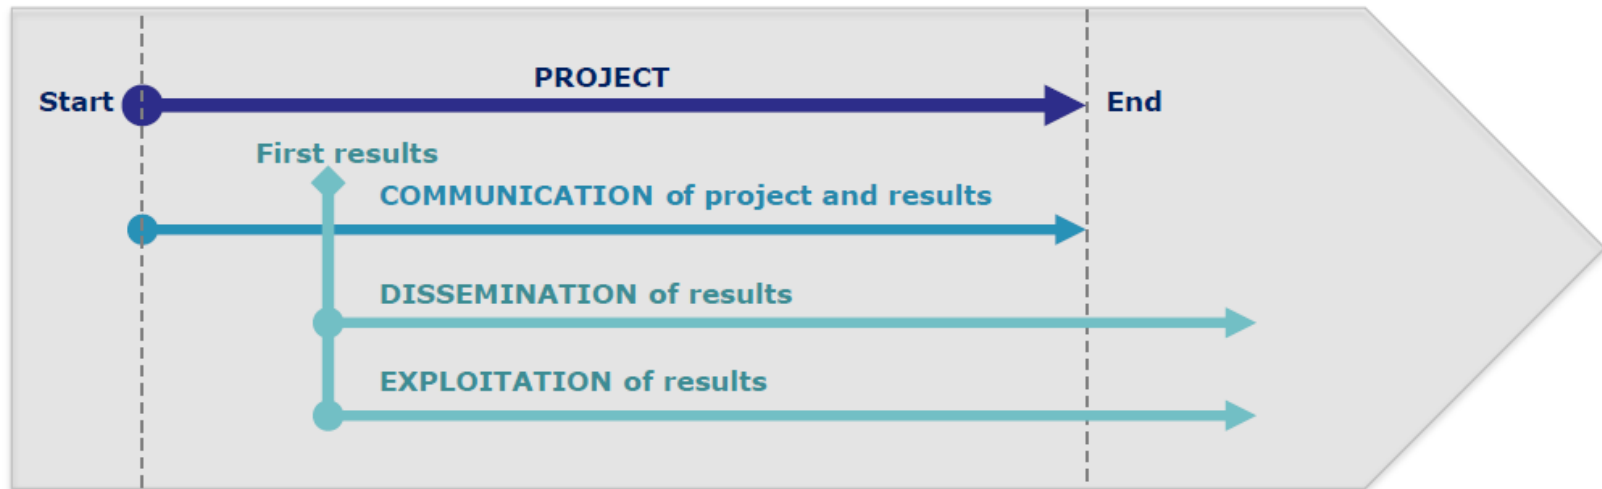 PROJECT
Start
End
First results
COMMUNICATION of project and results
DISSEMINATION of results
EXPLOITATION of results